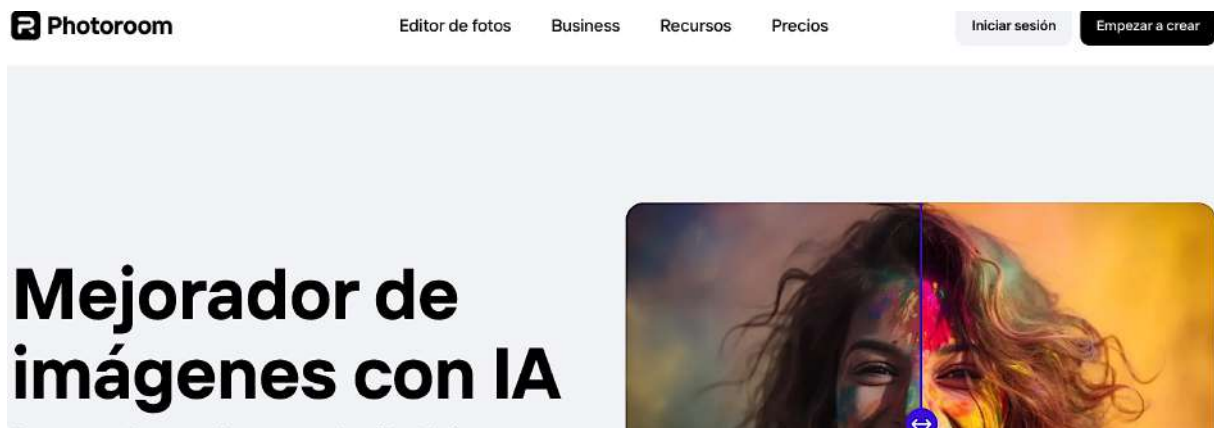 Photoroom
Editor de fotos Business Recursos Precios
Iniciar sesión Empezar a crear
Mejorador de
imágenes con IA